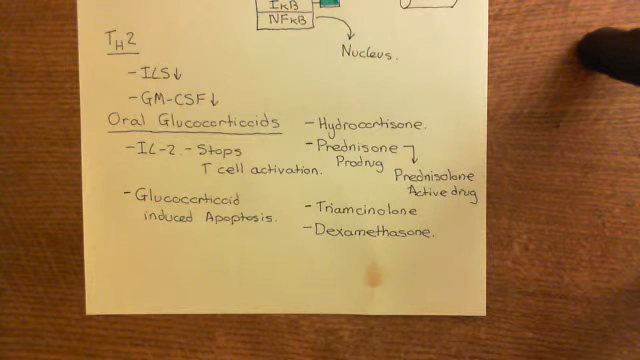 IκB
NFκB
Nucleus.
TH2
- IL5↓
- GM-CSF↓
Oral Glucocorticoids
- IL-2. - Stops
T cell activation.
- Glucocorticoid
induced Apoptosis.
- Hydrocortisone.
- Prednisone
Prodrug
Prednisolone
Active drug
- Triamcinolone
- Dexamethasone.